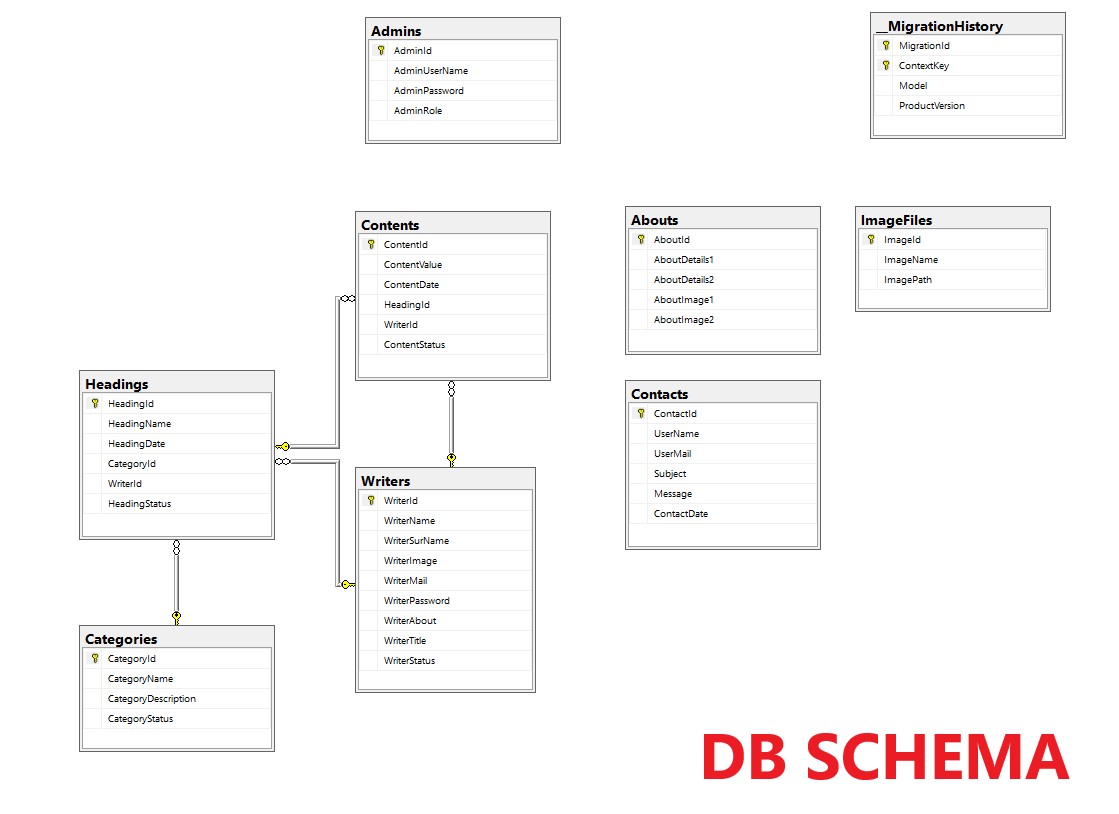 Admins
AdminId
AdminUserName
AdminPassword
AdminRole
__MigrationHistory
MigrationId
ContextKey
Model
ProductVersion
Contents
ContentId
ContentValue
ContentDate
HeadingId
WriterId
ContentStatus
Abouts
AboutId
AboutDetails1
AboutDetails2
AboutImage1
AboutImage2
ImageFiles
ImageId
ImageName
ImagePath
Headings
HeadingId
HeadingName
HeadingDate
CategoryId
WriterId
HeadingStatus
Contacts
ContactId
UserName
UserMail
Subject
Message
ContactDate
Writers
WriterId
WriterName
WriterSurName
WriterImage
WriterMail
WriterPassword
WriterAbout
WriterTitle
WriterStatus
Categories
CategoryId
CategoryName
CategoryDescription
CategoryStatus
DB SCHEMA